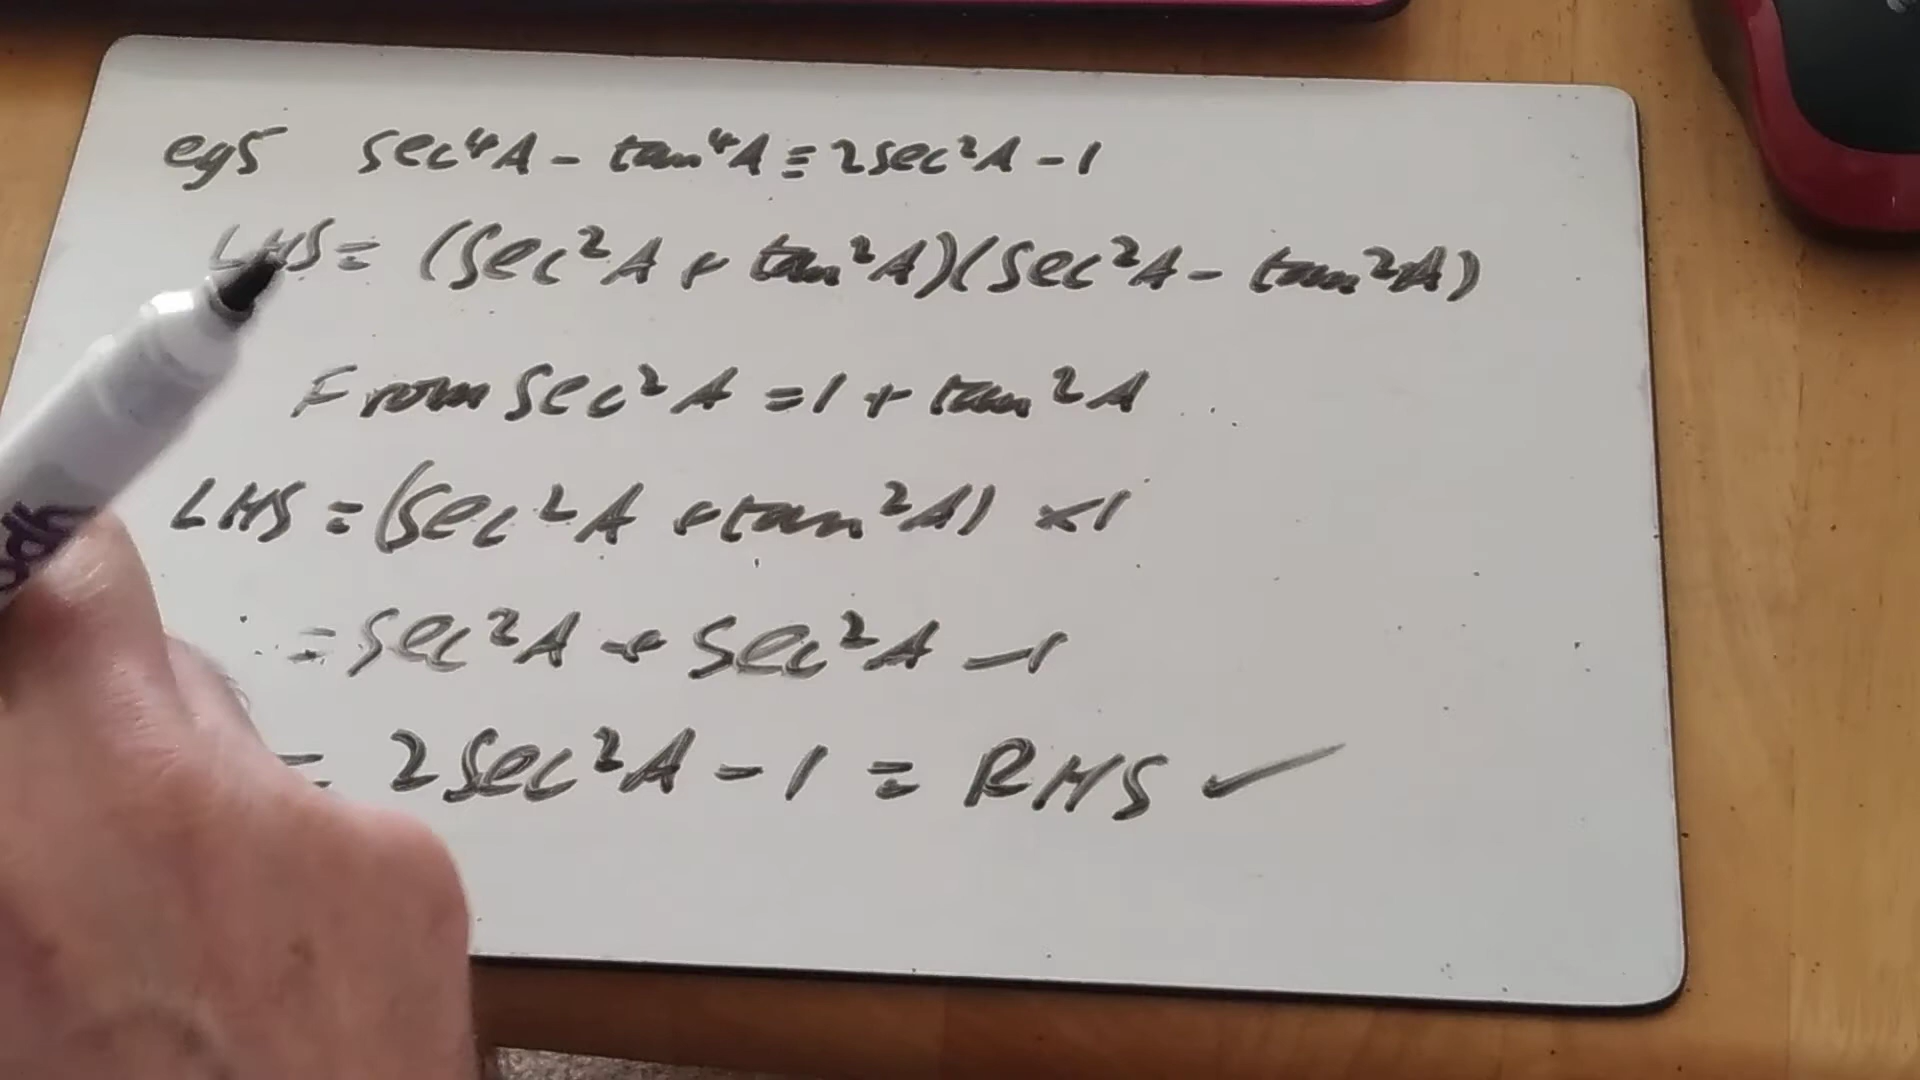 eg5 sec⁴A - tan⁴A ≡ 2sec²A - 1
LHS = (sec²A + tan²A)(sec²A - tan²A)
From sec²A = 1 + tan²A
LHS = (sec²A + tan²A) × 1
= sec²A + sec²A - 1
= 2sec²A - 1 = RHS ✓